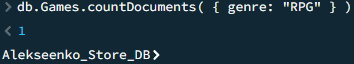 > db.Games.countDocuments( { genre: "RPG" } )
< 1
Alekseenko_Store_DB>